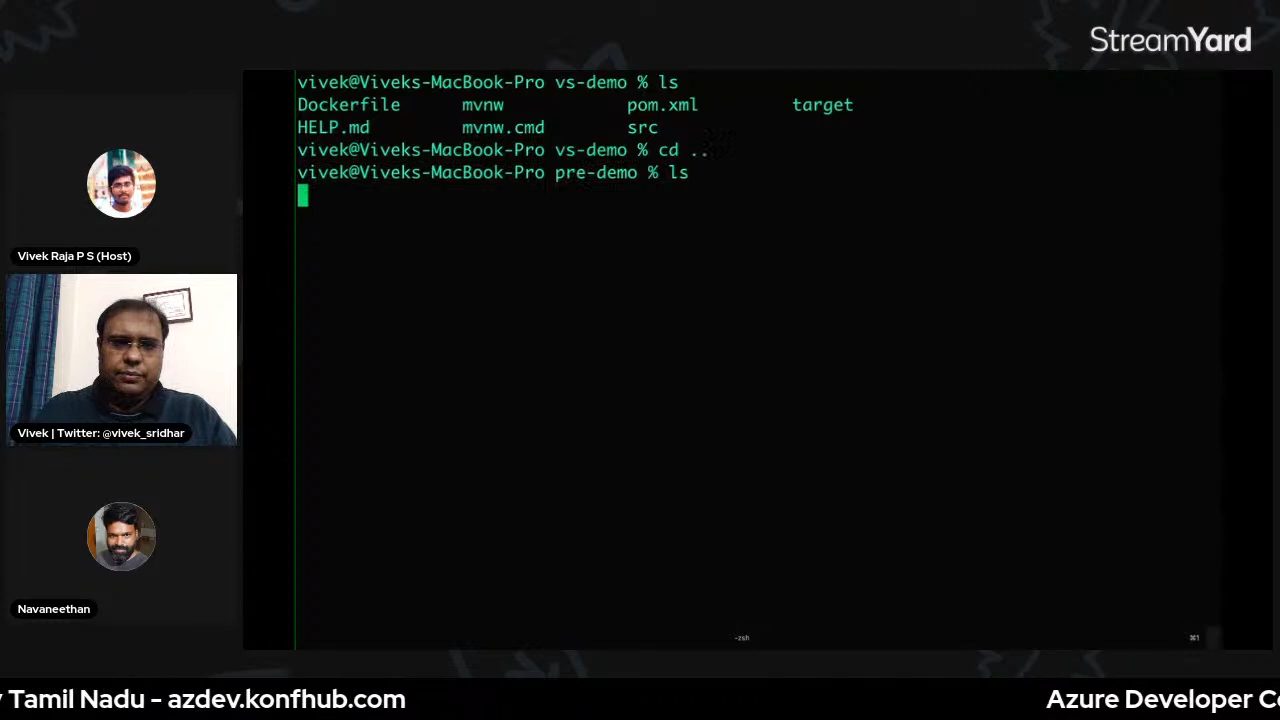 StreamYard
vivek@Viveks-MacBook-Pro vs-demo % ls
Dockerfile mvnw pom.xml target
HELP.md mvnw.cmd src
vivek@Viveks-MacBook-Pro vs-demo % cd ..
vivek@Viveks-MacBook-Pro pre-demo % ls
Vivek Raja P S (Host)
Vivek | Twitter: @vivek_sridhar
Navaneethan
-zsh
⌘1
Tamil Nadu - azdev.konfhub.com
Azure Developer